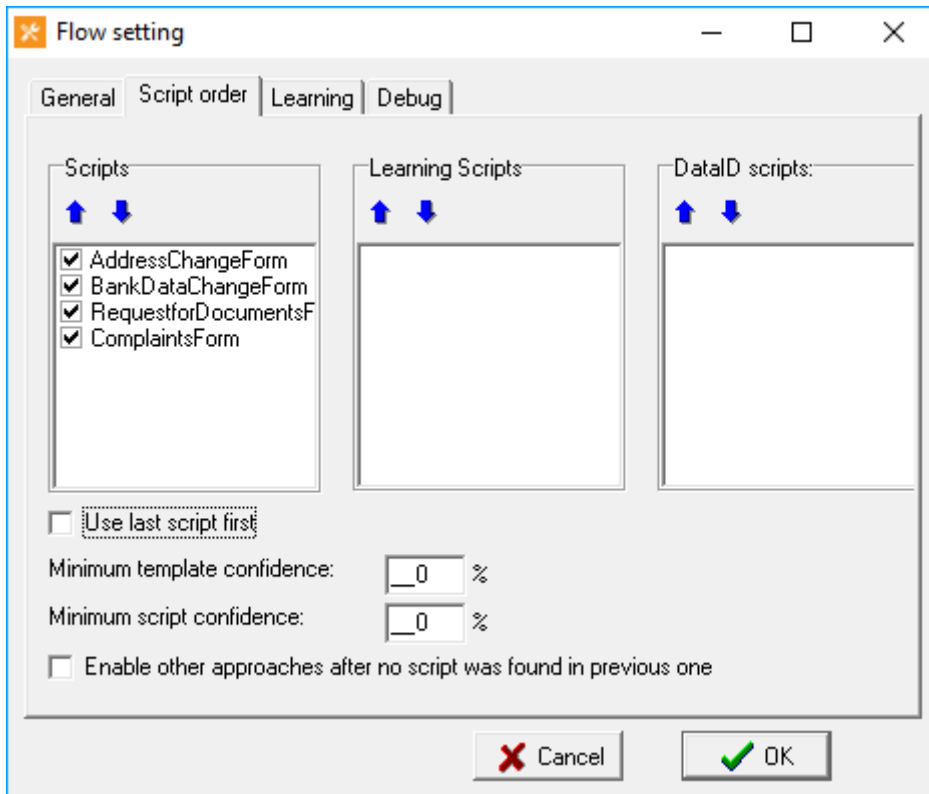 Flow setting
General Script order Learning Debug
Scripts Learning Scripts DataID scripts:
AddressChangeForm
BankDataChangeForm
RequestforDocumentsF
ComplaintsForm
Use last script first
Minimum template confidence: __0 %
Minimum script confidence: __0 %
Enable other approaches after no script was found in previous one
Cancel OK